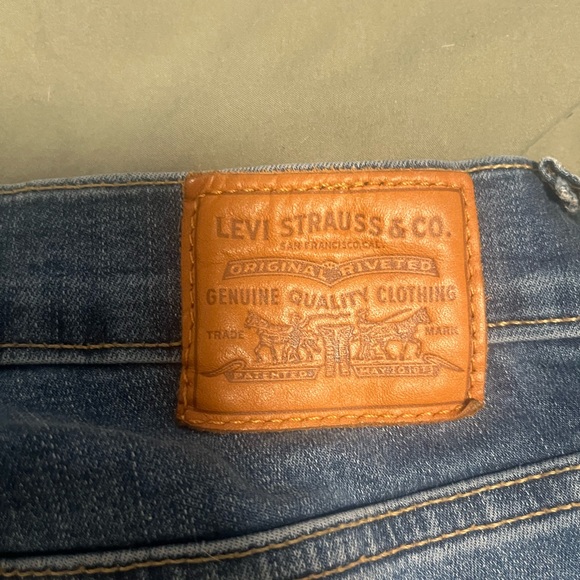 LEVI STRAUSS & CO.
SAN FRANCISCO, CAL.
ORIGINAL RIVETED
GENUINE QUALITY CLOTHING
TRADE MARK
PATENTED MAY 20 1873